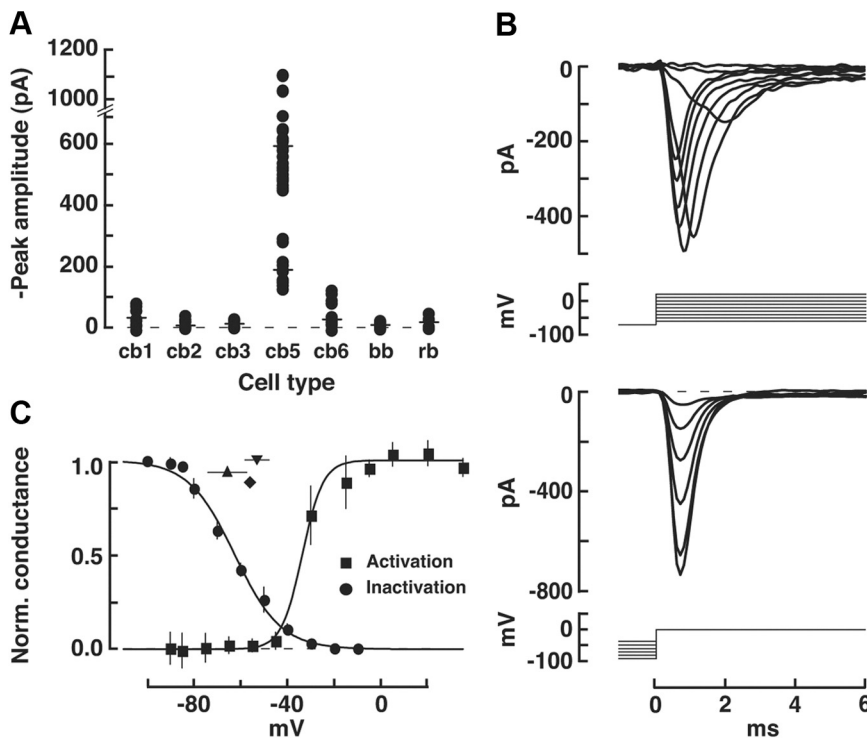 A
-Peak amplitude (pA)
1200
1000
600
400
200
0
cb1 cb2 cb3 cb5 cb6 bb rb
Cell type
B
pA
0
-200
-400
mV
0
-100
pA
0
-400
-800
mV
0
-100
0 2 4 6
ms
C
Norm. conductance
1.0
0.5
0.0
Activation
Inactivation
-80 -40 0
mV